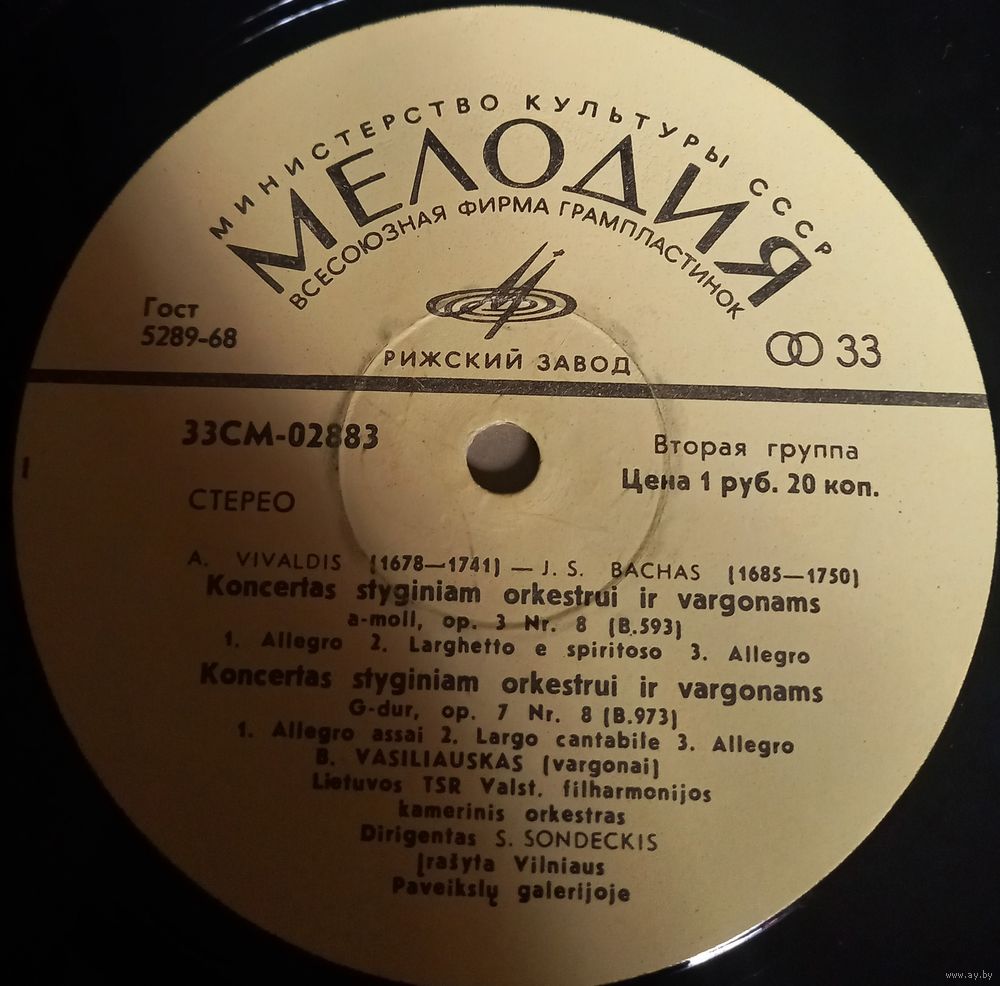 МИНИСТЕРСТВО КУЛЬТУРЫ СССР
МЕЛОДИЯ
ВСЕСОЮЗНАЯ ФИРМА ГРАМПЛАСТИНОК
Гост
5289-68
РИЖСКИЙ ЗАВОД
33
33СМ-02883
1
СТЕРЕО
Вторая группа
Цена 1 руб. 20 коп.
A. VIVALDIS (1678—1741) — J. S. BACHAS (1685—1750)
Koncertas styginiam orkestrui ir vargonams
a-moll, op. 3 Nr. 8 (B.593)
1. Allegro 2. Larghetto e spiritoso 3. Allegro
Koncertas styginiam orkestrui ir vargonams
G-dur, op. 7 Nr. 8 (B.973)
1. Allegro assai 2. Largo cantabile 3. Allegro
B. VASILIAUSKAS (vargonai)
Lietuvos TSR Valst. filharmonijos
kamerinis orkestras
Dirigentas S. SONDECKIS
Įrašyta Vilniaus
Paveikslų galerijoje
www.ay.by